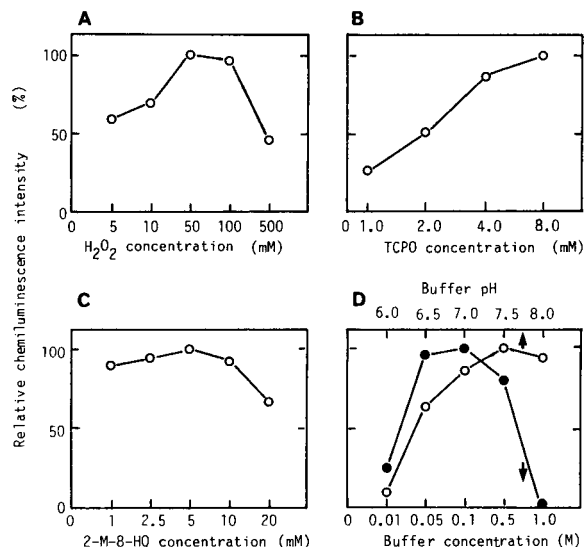 A
B
Relative chemiluminescence intensity (%)
100
50
0
0 5 10 50 100 500
H2O2 concentration (mM)
0 1.0 2.0 4.0 8.0
TCPO concentration (mM)
C
D
Buffer pH
6.0 6.5 7.0 7.5 8.0
100
50
0
0 1 2.5 5 10 20
2-M-8-HQ concentration (mM)
0 0.01 0.05 0.1 0.5 1.0
Buffer concentration (M)